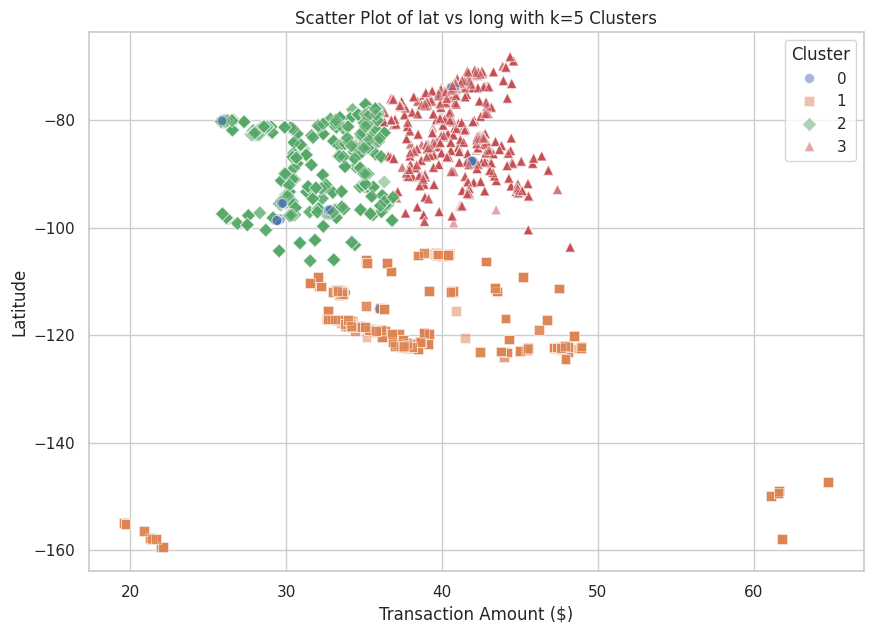 Scatter Plot of lat vs long with k=5 Clusters
Cluster
0
1
2
3
−80
−100
−120
−140
−160
Latitude
20 30 40 50 60
Transaction Amount ($)